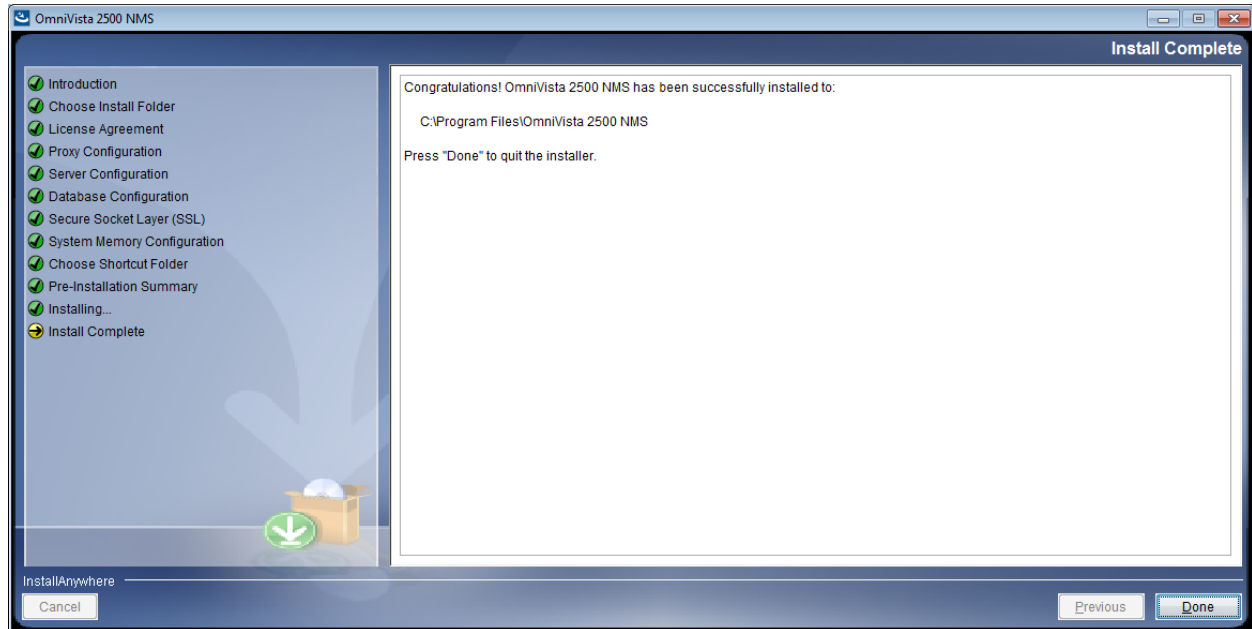 OmniVista 2500 NMS
Install Complete
Introduction
Choose Install Folder
License Agreement
Proxy Configuration
Server Configuration
Database Configuration
Secure Socket Layer (SSL)
System Memory Configuration
Choose Shortcut Folder
Pre-Installation Summary
Installing...
Install Complete
Congratulations! OmniVista 2500 NMS has been successfully installed to:
C:\Program Files\OmniVista 2500 NMS
Press "Done" to quit the installer.
InstallAnywhere
Cancel
Previous
Done